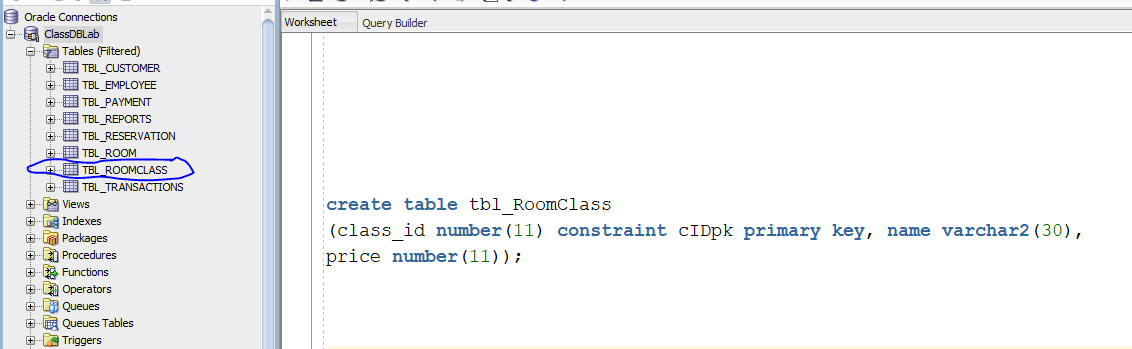 Oracle Connections
ClassDBLab
Tables (Filtered)
TBL_CUSTOMER
TBL_EMPLOYEE
TBL_PAYMENT
TBL_REPORTS
TBL_RESERVATION
TBL_ROOM
TBL_ROOMCLASS
TBL_TRANSACTIONS
Views
Indexes
Packages
Procedures
Functions
Operators
Queues
Queues Tables
Triggers
Worksheet Query Builder
create table tbl_RoomClass
(class_id number(11) constraint cIDpk primary key, name varchar2(30),
price number(11));